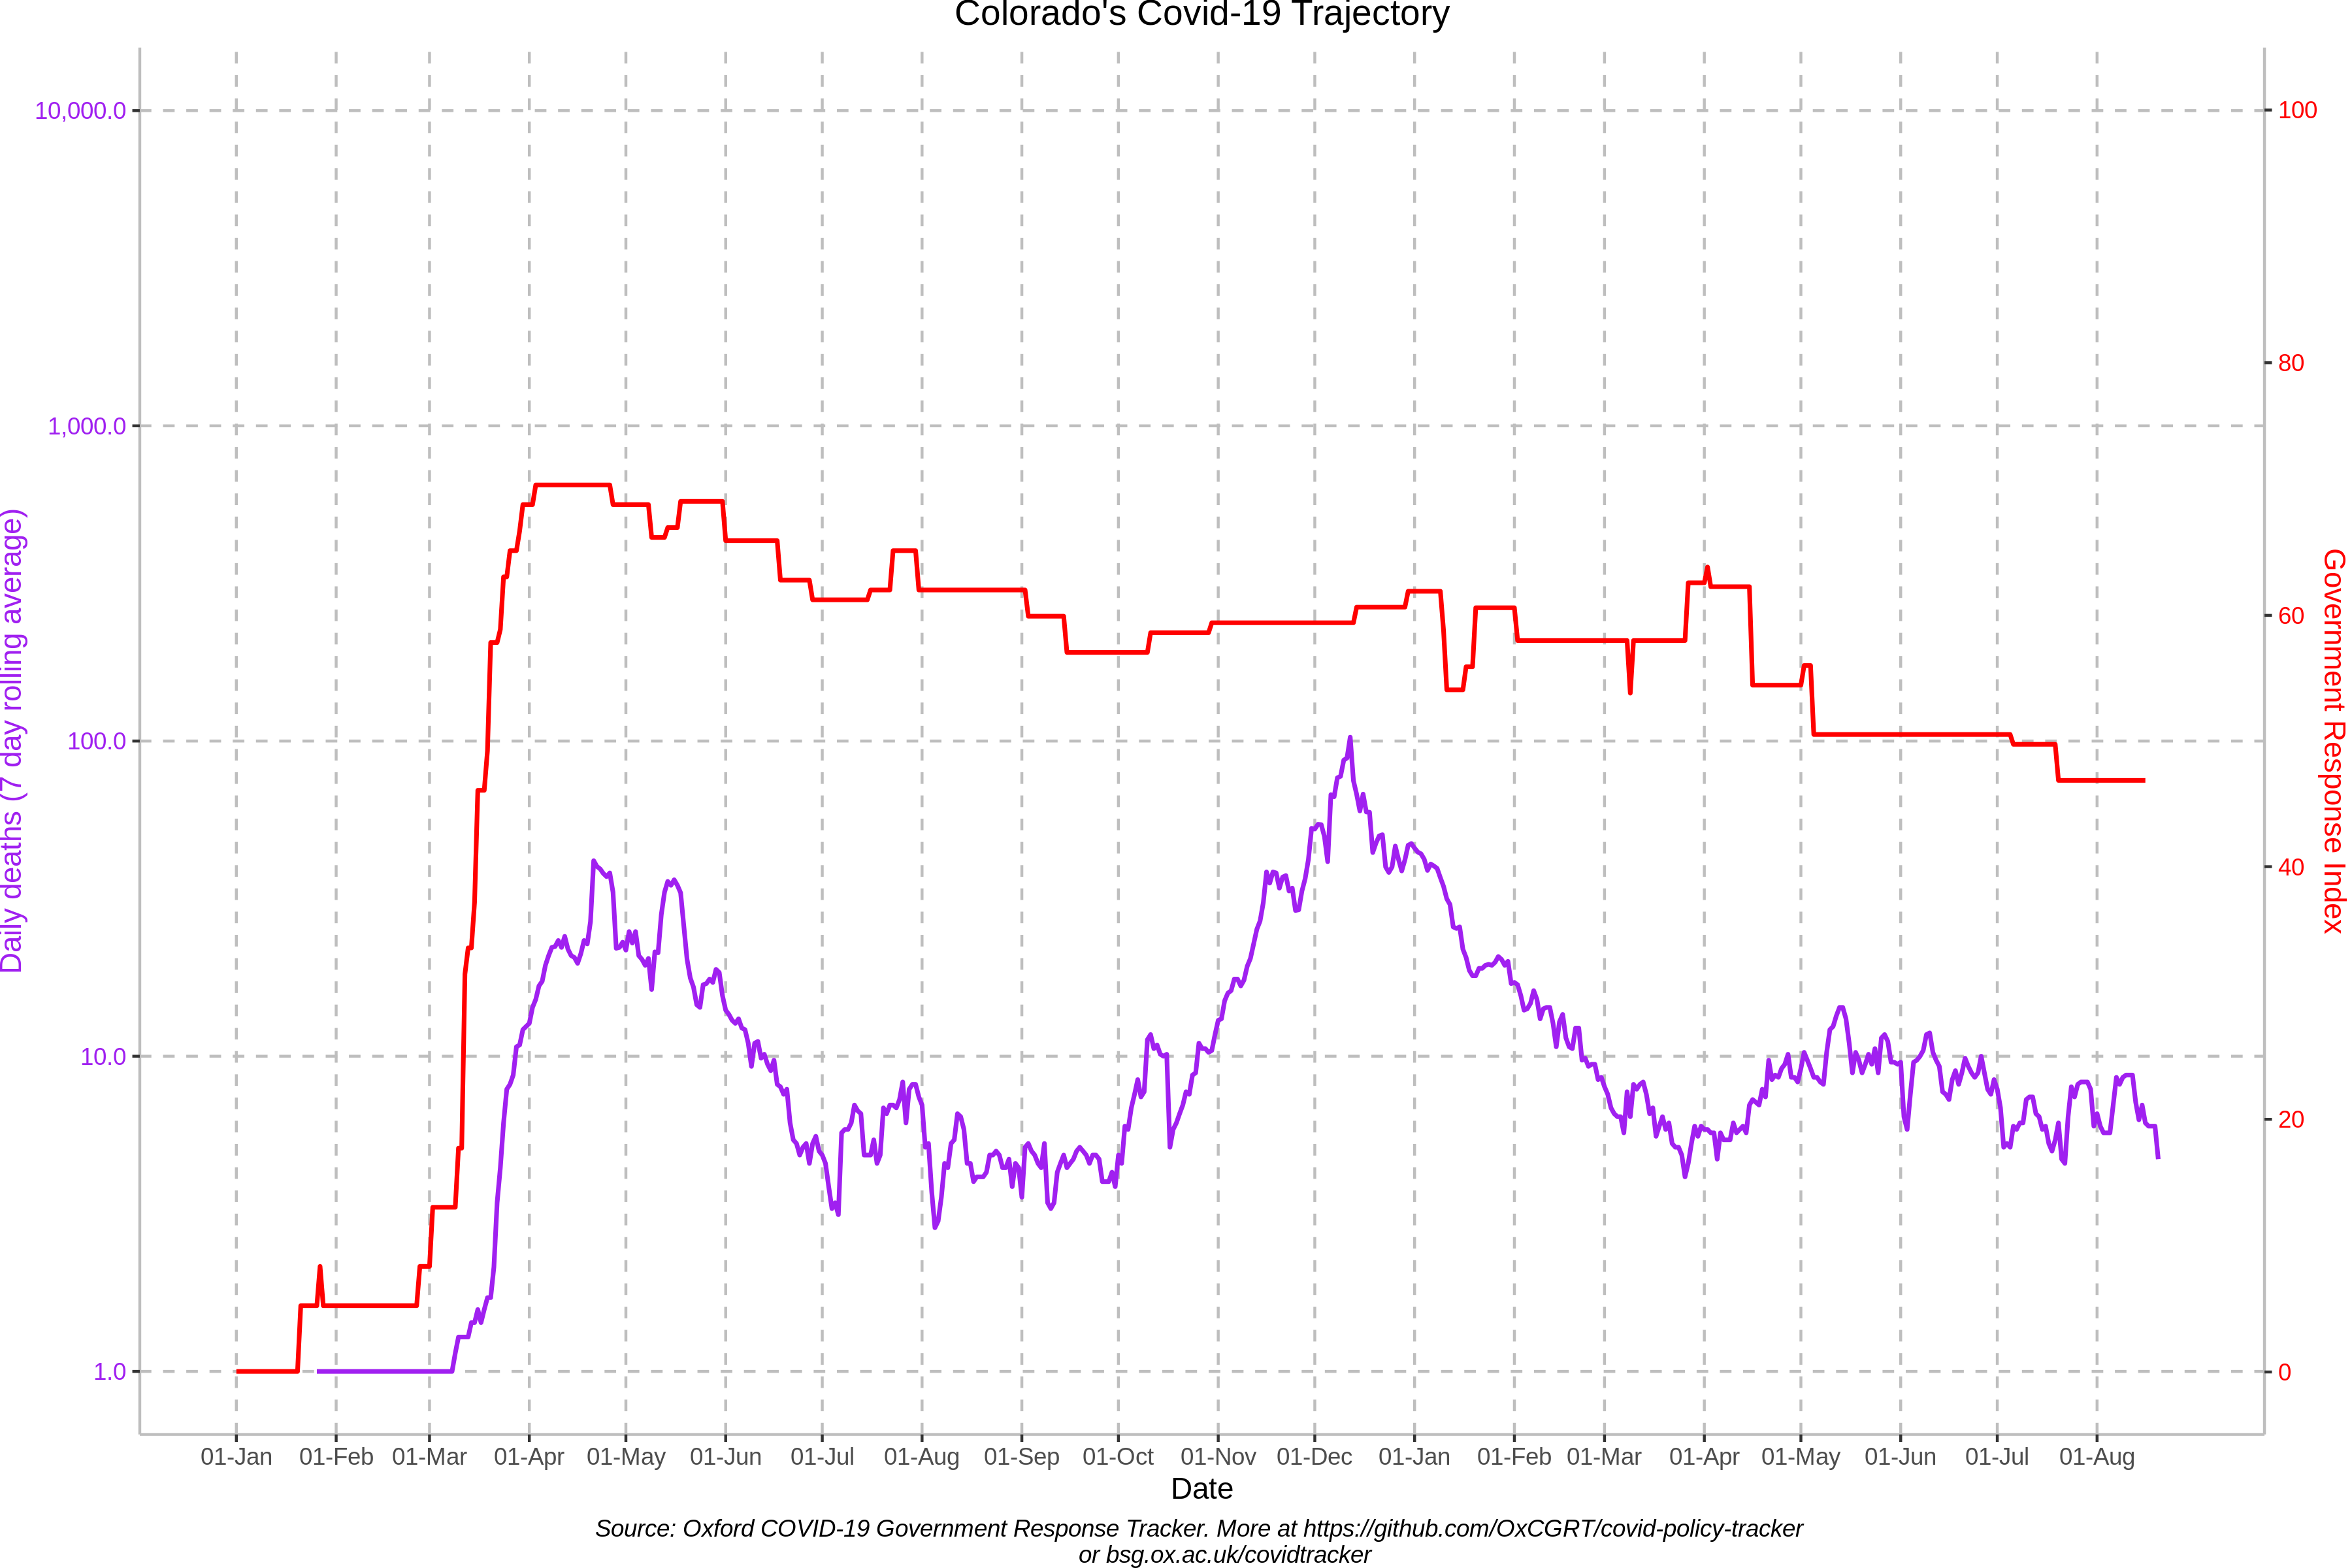 Colorado's Covid-19 Trajectory
10,000.0
1,000.0
100.0
10.0
1.0
Daily deaths (7 day rolling average)
100
80
60
40
20
0
Government Response Index
01-Jan 01-Feb 01-Mar 01-Apr 01-May 01-Jun 01-Jul 01-Aug 01-Sep 01-Oct 01-Nov 01-Dec 01-Jan 01-Feb 01-Mar 01-Apr 01-May 01-Jun 01-Jul 01-Aug
Date
Source: Oxford COVID-19 Government Response Tracker. More at https://github.com/OxCGRT/covid-policy-tracker
or bsg.ox.ac.uk/covidtracker